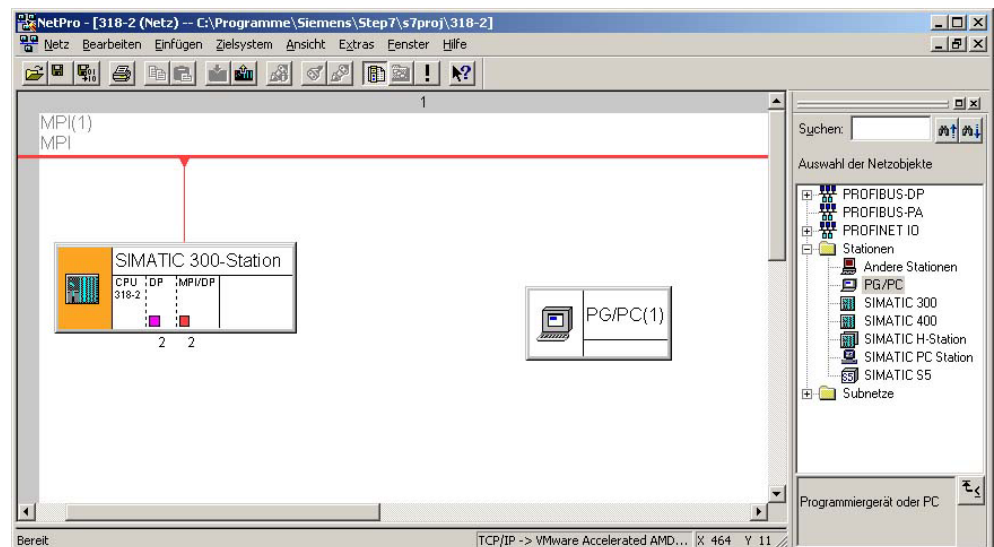 NetPro - [318-2 (Netz) -- C:\Programme\Siemens\Step7\s7proj\318-2]
Netz Bearbeiten Einfügen Zielsystem Ansicht Extras Fenster Hilfe
1
MPI(1)
MPI
SIMATIC 300-Station
CPU 318-2
DP
MPI/DP
2 2
PG/PC(1)
Suchen:
Auswahl der Netzobjekte
PROFIBUS-DP
PROFIBUS-PA
PROFINET IO
Stationen
Andere Stationen
PG/PC
SIMATIC 300
SIMATIC 400
SIMATIC H-Station
SIMATIC PC Station
SIMATIC S5
Subnetze
Programmiergerät oder PC
Bereit
TCP/IP -> VMware Accelerated AMD...
X 464 Y 11